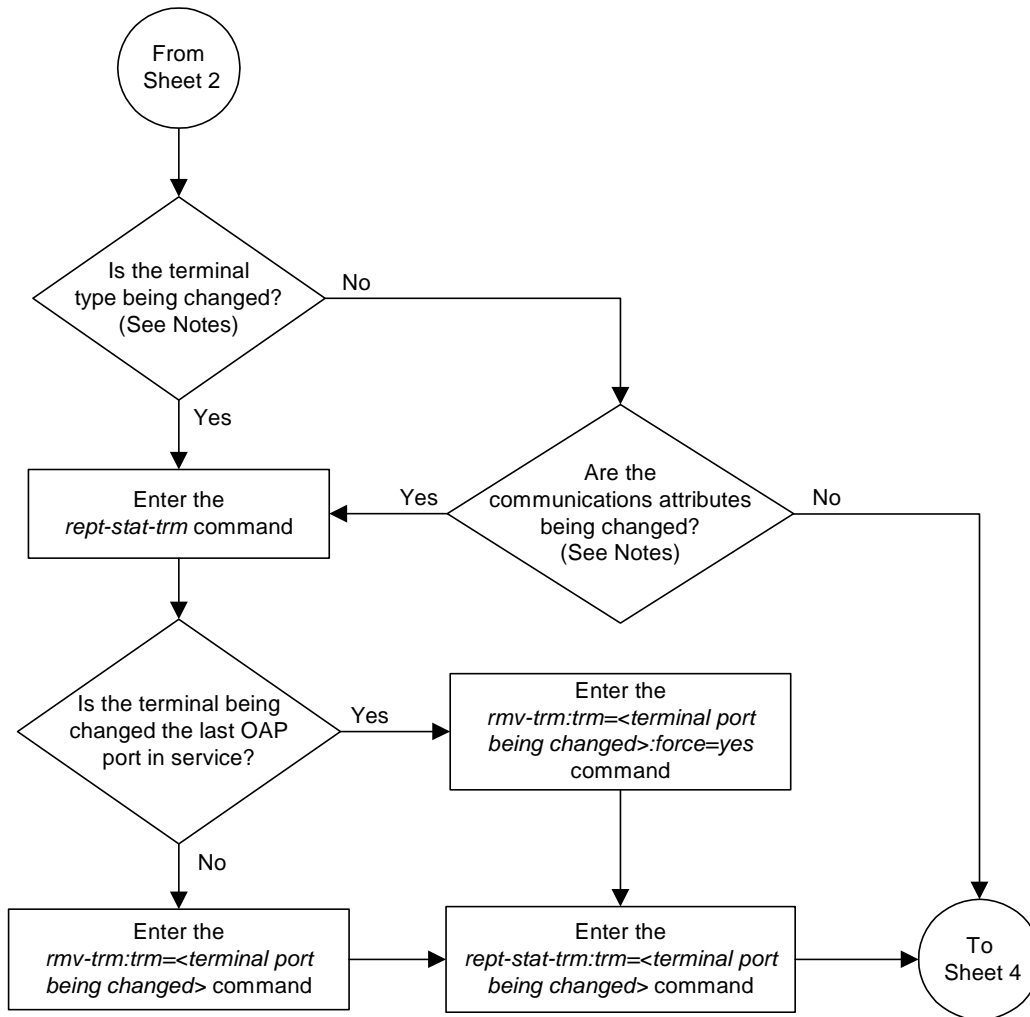 From
Sheet 2
Is the terminal
type being changed?
(See Notes)
No
Yes
Enter the
rept-stat-trm command
Yes
Are the
communications attributes
being changed?
(See Notes)
No
Is the terminal being
changed the last OAP
port in service?
Yes
Enter the
rmv-trm:trm=<terminal port
being changed>:force=yes
command
No
Enter the
rmv-trm:trm=<terminal port
being changed> command
Enter the
rept-stat-trm:trm=<terminal port
being changed> command
To
Sheet 4